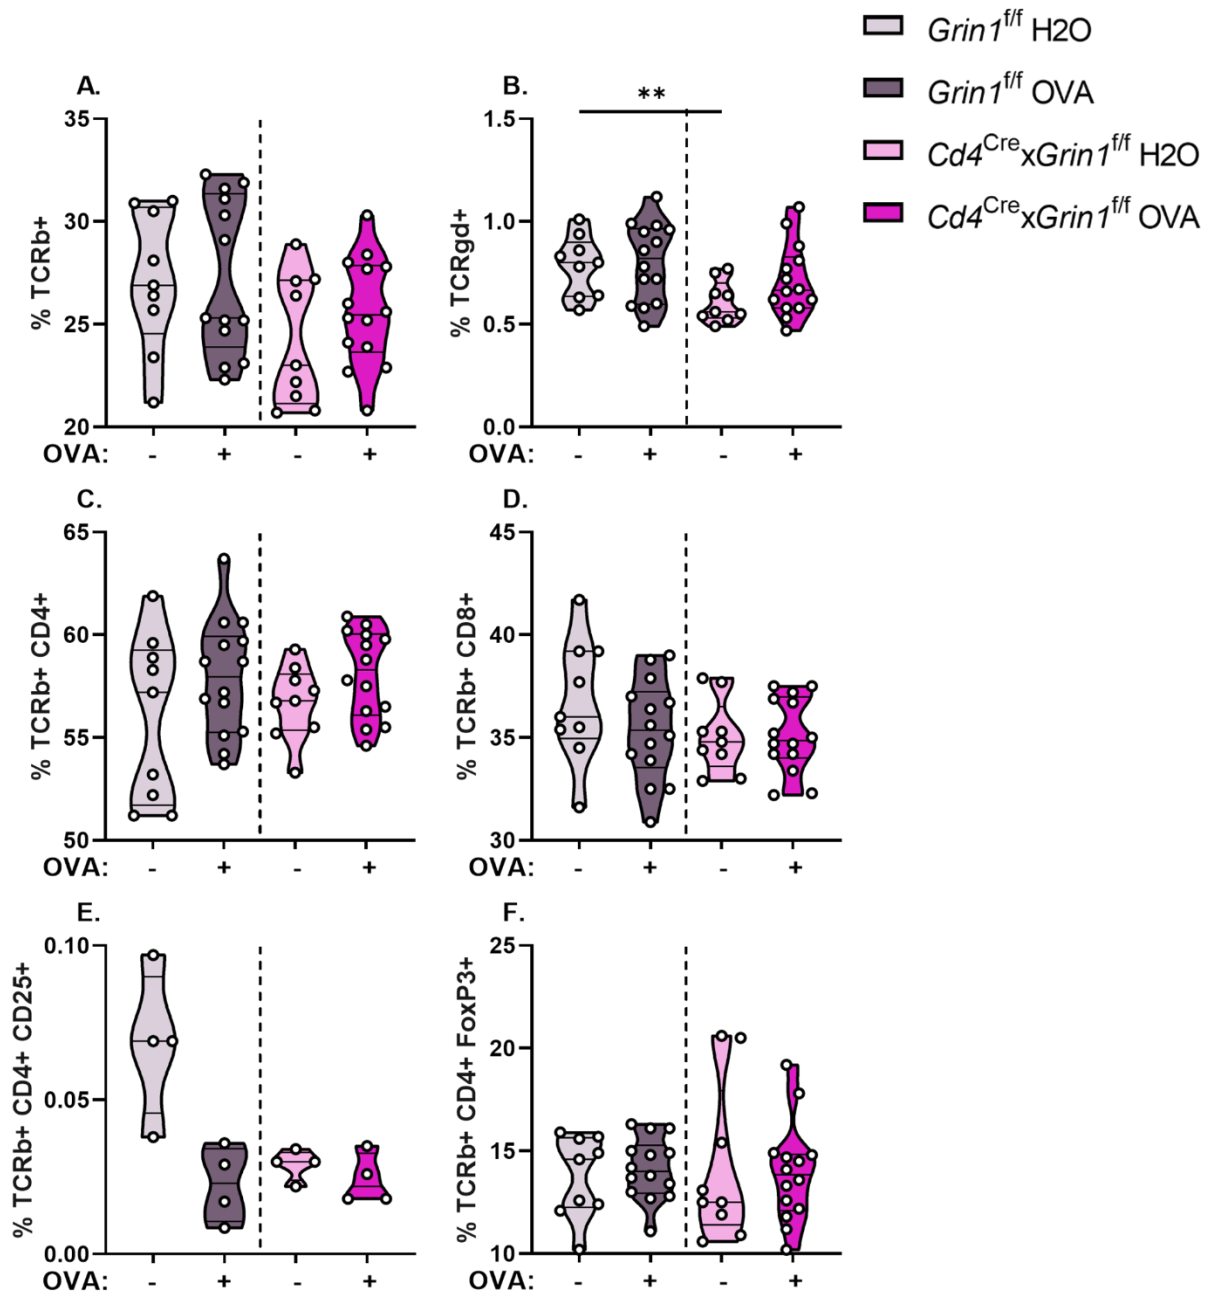 Grin1f/f H2O
Grin1f/f OVA
Cd4CrexGrin1f/f H2O
Cd4CrexGrin1f/f OVA
A.
% TCRb+
35
30
25
20
OVA: - + - +
B.
**
% TCRgd+
1.5
1.0
0.5
0.0
OVA: - + - +
C.
% TCRb+ CD4+
65
60
55
50
OVA: - + - +
D.
% TCRb+ CD8+
45
40
35
30
OVA: - + - +
E.
% TCRb+ CD4+ CD25+
0.10
0.05
0.00
OVA: - + - +
F.
% TCRb+ CD4+ FoxP3+
25
20
15
10
OVA: - + - +